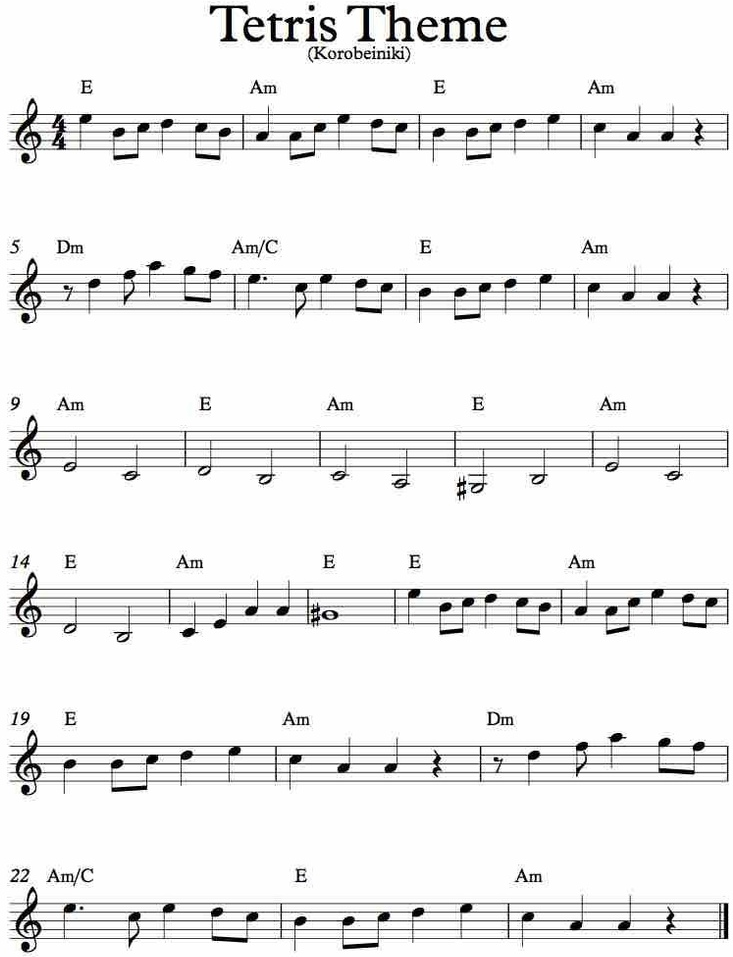 Tetris Theme
(Korobeiniki)
E Am E Am
4
4
5 Dm Am/C E Am
9 Am E Am E Am
14 E Am E E Am
19 E Am Dm
22 Am/C E Am